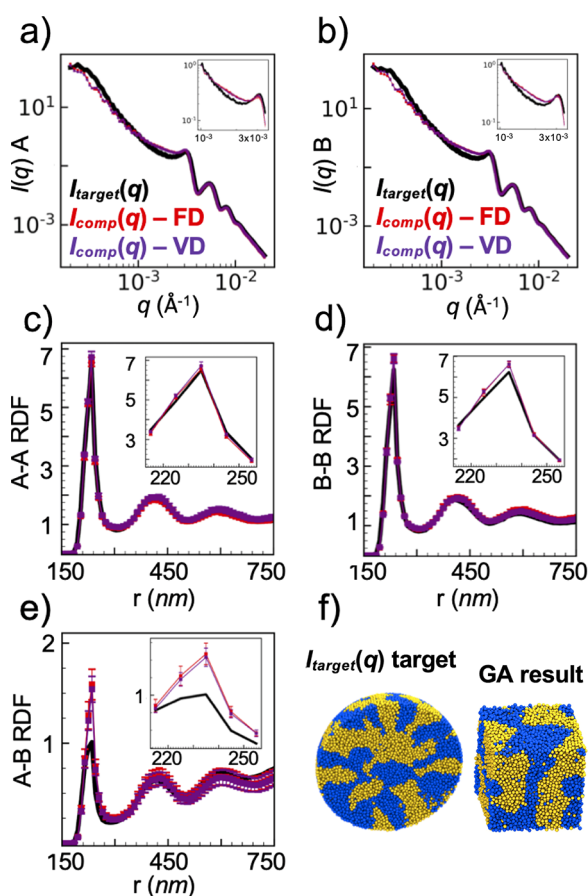 a)
I(q) A
10¹
10⁻³
10⁰
10⁻¹
10⁻³
3x10⁻³
I_target(q)
I_comp(q) – FD
I_comp(q) – VD
10⁻³
10⁻²
q (Å⁻¹)
b)
I(q) B
10¹
10⁻³
10⁰
10⁻¹
10⁻³
3x10⁻³
I_target(q)
I_comp(q) – FD
I_comp(q) – VD
10⁻³
10⁻²
q (Å⁻¹)
c)
A-A RDF
7
5
3
1
7
5
3
220
250
150
450
750
r (nm)
d)
B-B RDF
7
5
3
1
7
5
3
220
250
150
450
750
r (nm)
e)
A-B RDF
2
1
0
1
220
250
150
450
750
r (nm)
f)
I_target(q) target
GA result